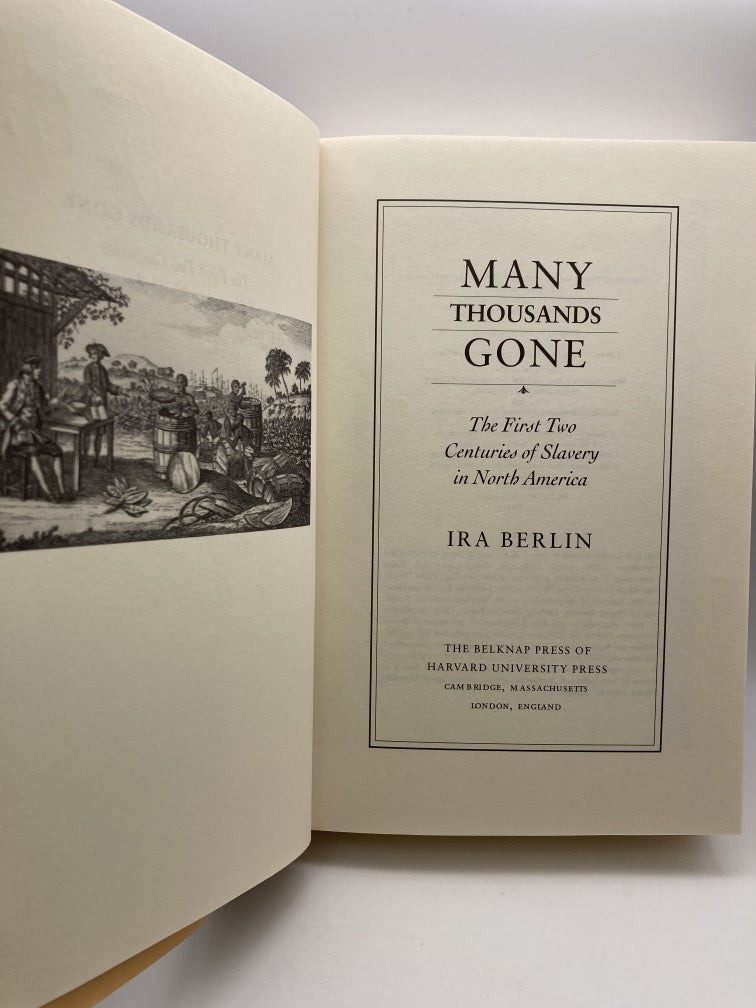 MANY
THOUSANDS
GONE
The First Two
Centuries of Slavery
in North America
IRA BERLIN
THE BELKNAP PRESS OF
HARVARD UNIVERSITY PRESS
CAMBRIDGE, MASSACHUSETTS
LONDON, ENGLAND